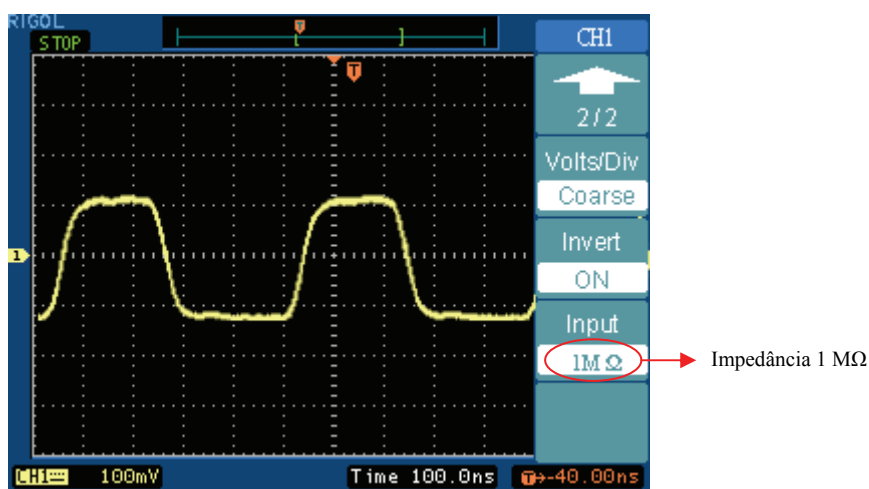 RIGOL
STOP
T
CH1
2/2
Volts/Div
Coarse
Invert
ON
Input
1M Ω
Impedância 1 MΩ
1
CH1 100mV Time 100.0ns T→-40.00ns